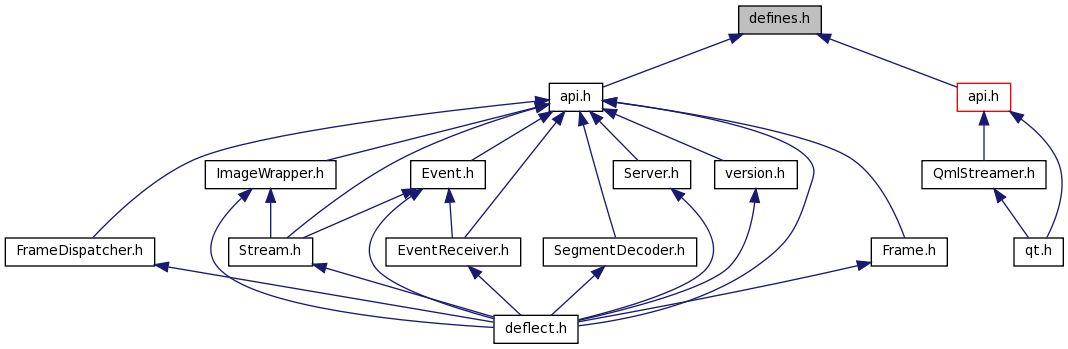 defines.h
api.h
api.h
ImageWrapper.h
Event.h
Server.h
version.h
QmlStreamer.h
FrameDispatcher.h
Stream.h
EventReceiver.h
SegmentDecoder.h
Frame.h
qt.h
deflect.h